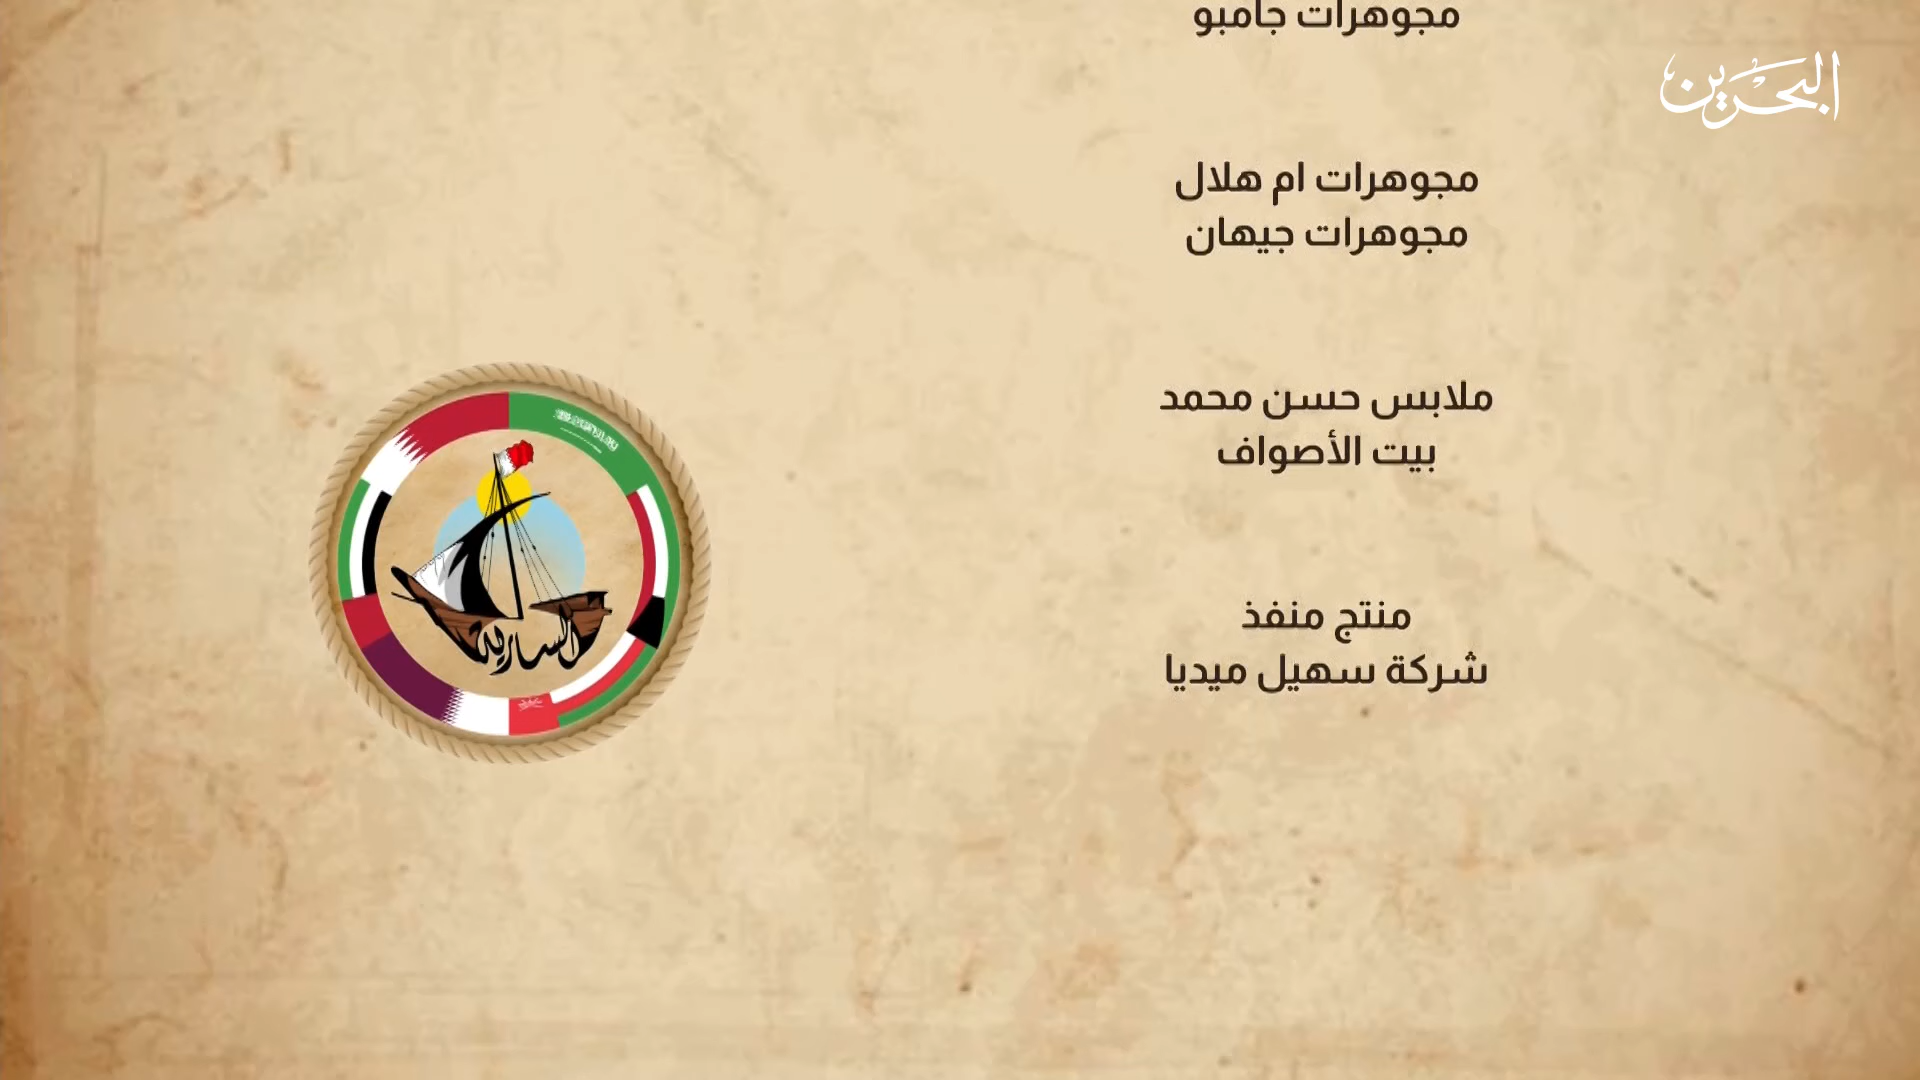 مجوهرات جامبو
البحرين
مجوهرات ام هلال
مجوهرات جيهان
ملابس حسن محمد
بيت الأصواف
منتج منفذ
شركة سهيل ميديا
السارية